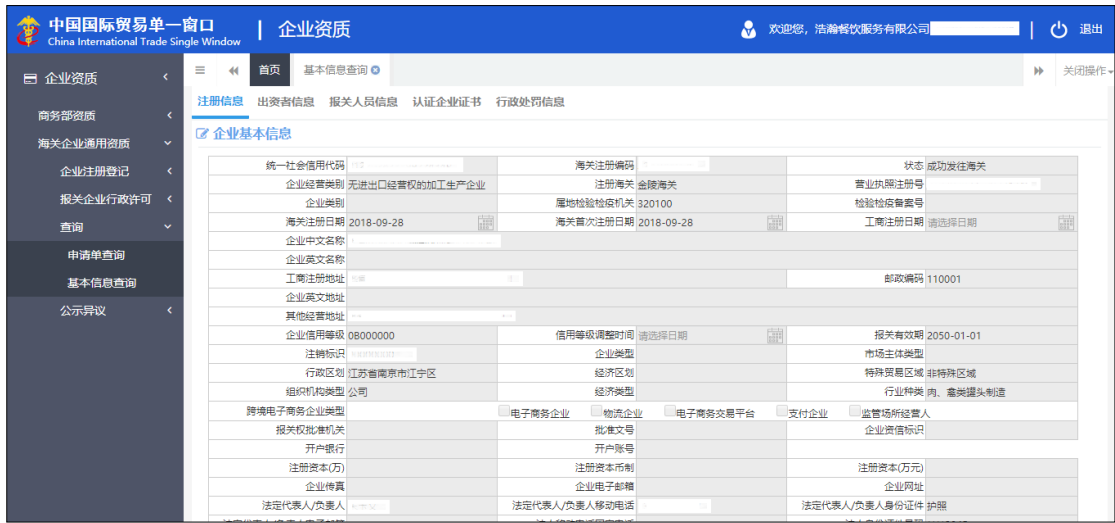 中国国际贸易单一窗口 企业资质 欢迎您，浩瀚餐饮服务有限公司 退出
China International Trade Single Window
企业资质 首页 基本信息查询 关闭操作
注册信息 出资者信息 报关人员信息 认证企业证书 行政处罚信息
商务部资质
海关企业通用资质
企业注册登记
报关企业行政许可
查询
申请单查询
基本信息查询
公示异议
企业基本信息
统一社会信用代码 海关注册编码 状态 成功发往海关
企业经营类别 无进出口经营权的加工生产企业 注册海关 金陵海关 营业执照注册号
企业类别 属地检验检疫机关 320100 检验检疫备案号
海关注册日期 2018-09-28 海关首次注册日期 2018-09-28 工商注册日期 请选择日期
企业中文名称
企业英文名称
工商注册地址 邮政编码 110001
企业英文地址
其他经营地址
企业信用等级 0B000000 信用等级调整时间 请选择日期 报关有效期 2050-01-01
注销标识 企业类型 市场主体类型
行政区划 江苏省南京市江宁区 经济区划 特殊贸易区域 非特殊区域
组织机构类型 公司 经济类型 行业种类 肉、禽类罐头制造
跨境电子商务企业类型 电子商务企业 物流企业 电子商务交易平台 支付企业 监管场所经营人
报关权批准机关 批准文号 企业资信标识
开户银行 开户账号
注册资本(万) 注册资本币制 注册资本(万元)
企业传真 企业电子邮箱 企业网址
法定代表人/负责人 法定代表人/负责人移动电话 法定代表人/负责人身份证件 护照